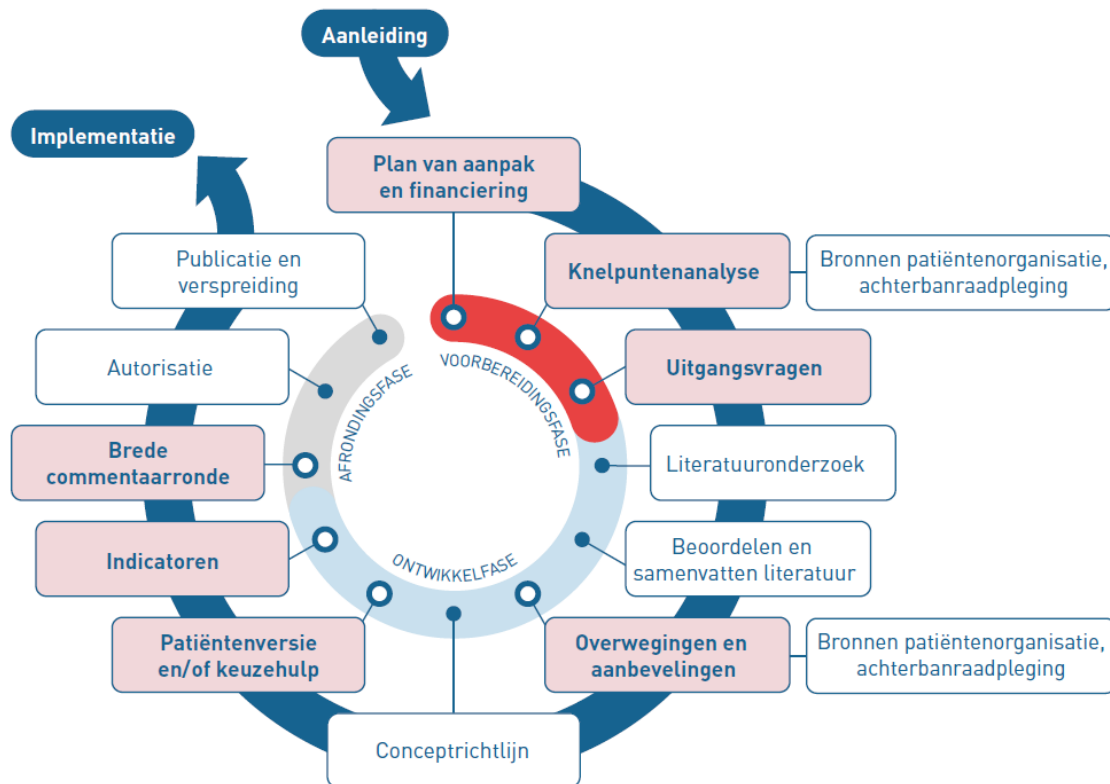 Aanleiding
Implementatie
Plan van aanpak
en financiering
Knelpuntenanalyse
Bronnen patiëntenorganisatie,
achterbanraadpleging
Uitgangsvragen
Literatuuronderzoek
Beoordelen en
samenvatten literatuur
Overwegingen en
aanbevelingen
Bronnen patiëntenorganisatie,
achterbanraadpleging
Conceptrichtlijn
Patiëntenversie
en/of keuzehulp
Indicatoren
Brede
commentaarronde
Autorisatie
Publicatie en
verspreiding
VOORBEREIDINGSFASE
ONTWIKKELFASE
AFRONDINGSFASE